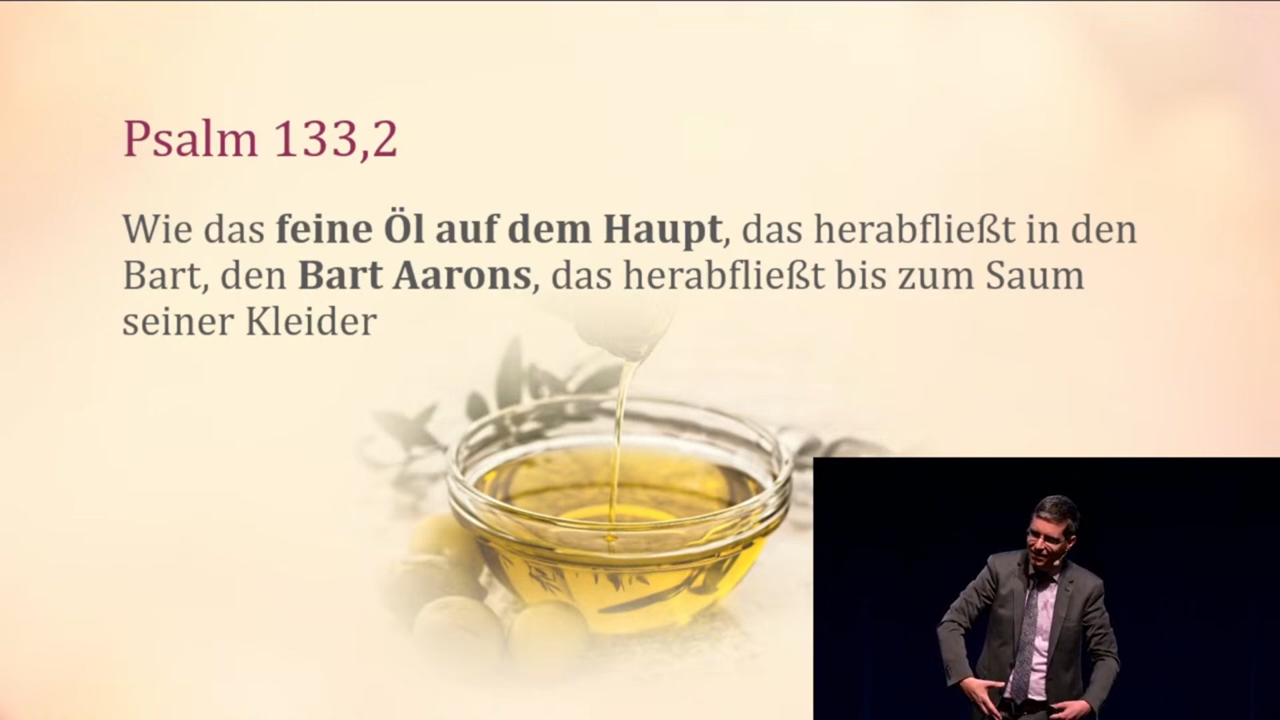 Psalm 133,2
Wie das feine Öl auf dem Haupt, das herabfließt in den
Bart, den Bart Aarons, das herabfließt bis zum Saum
seiner Kleider